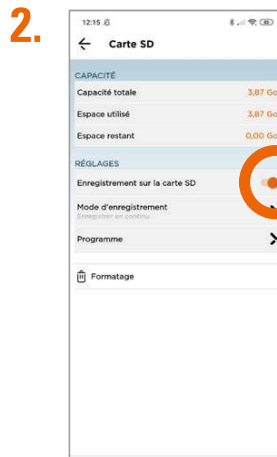 2.
12:15
Carte SD
CAPACITÉ
Capacité totale 3,87 Go
Espace utilisé 3,87 Go
Espace restant 0,00 Go
RÉGLAGES
Enregistrement sur la carte SD
Mode d'enregistrement
Enregistrer en continu
Programme
Formatage